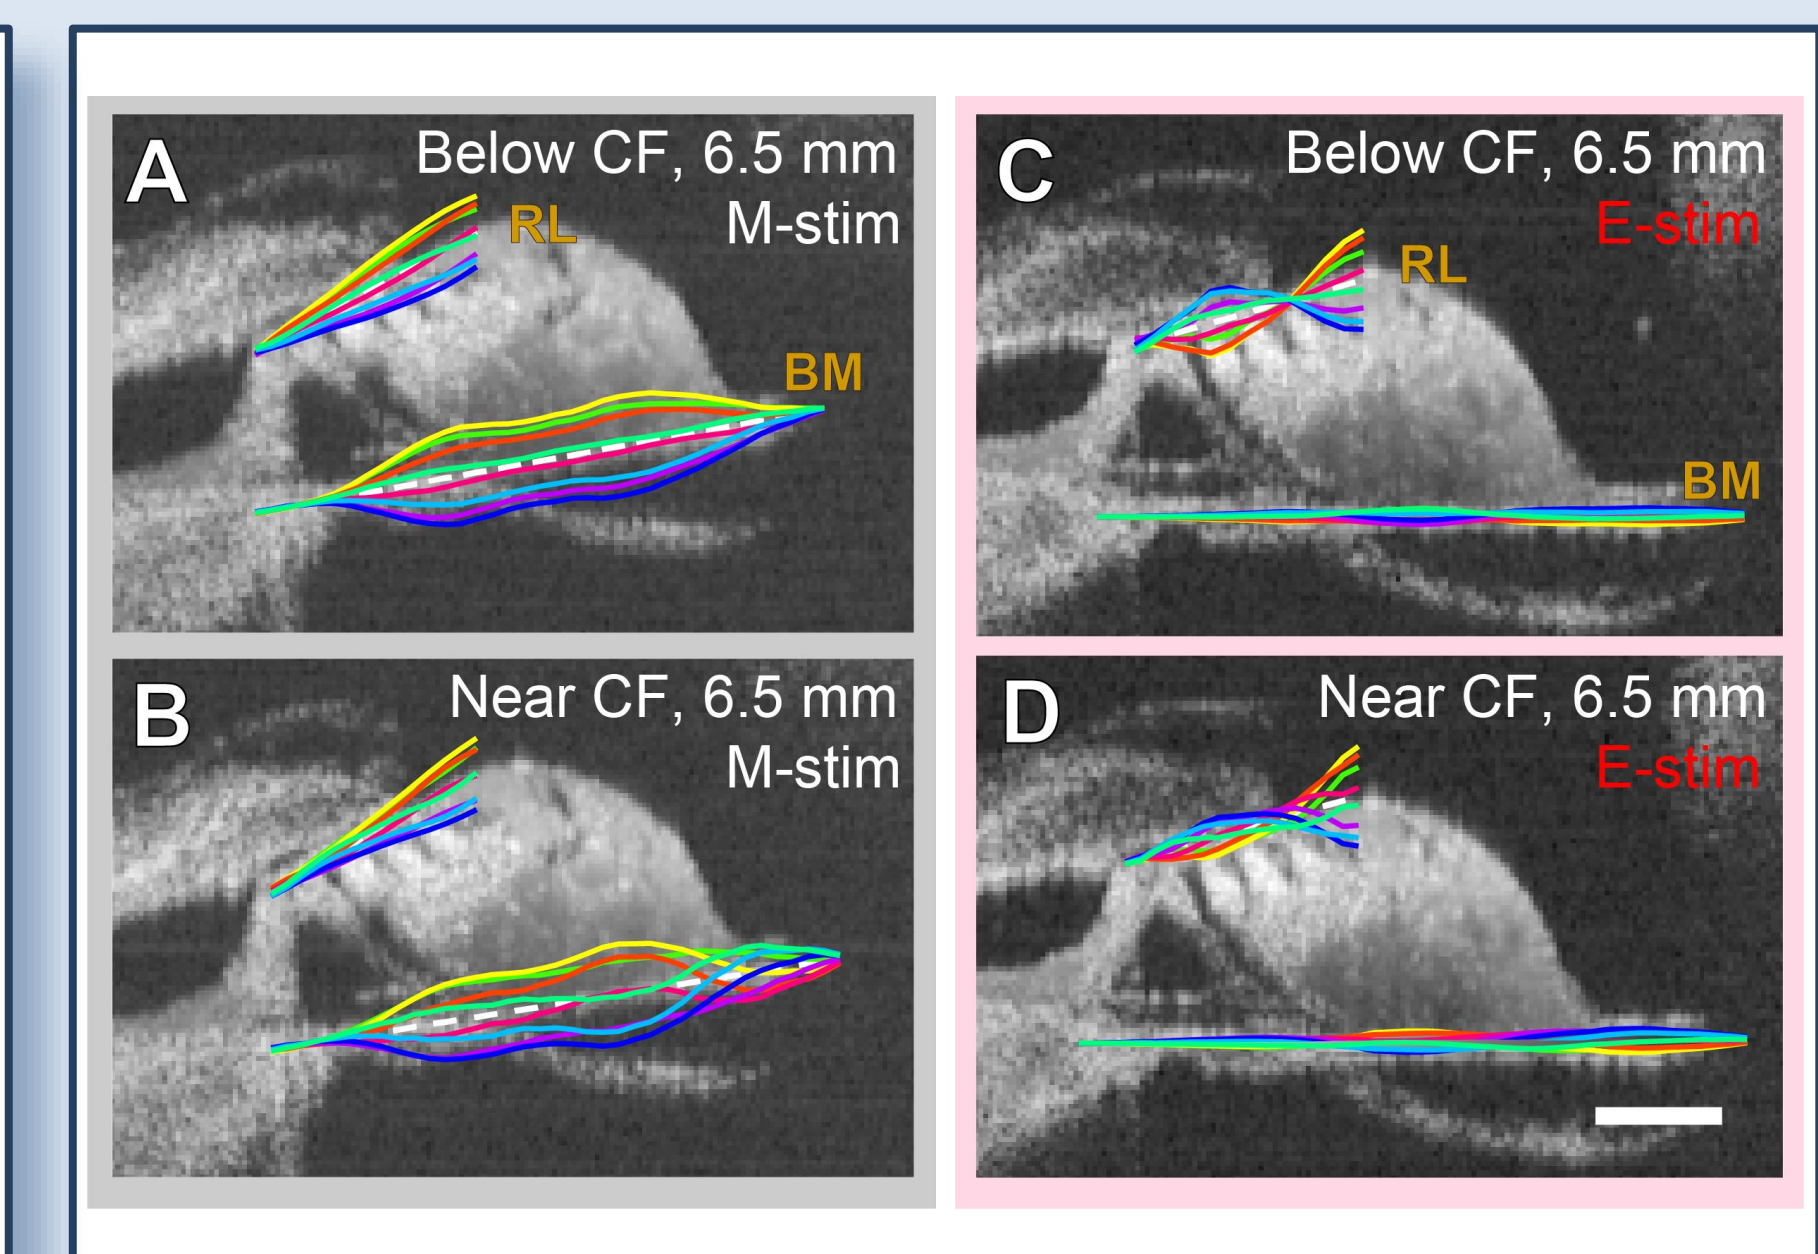 A
Below CF, 6.5 mm
M-stim
RL
BM
B
Near CF, 6.5 mm
M-stim
C
Below CF, 6.5 mm
E-stim
RL
BM
D
Near CF, 6.5 mm
E-stim